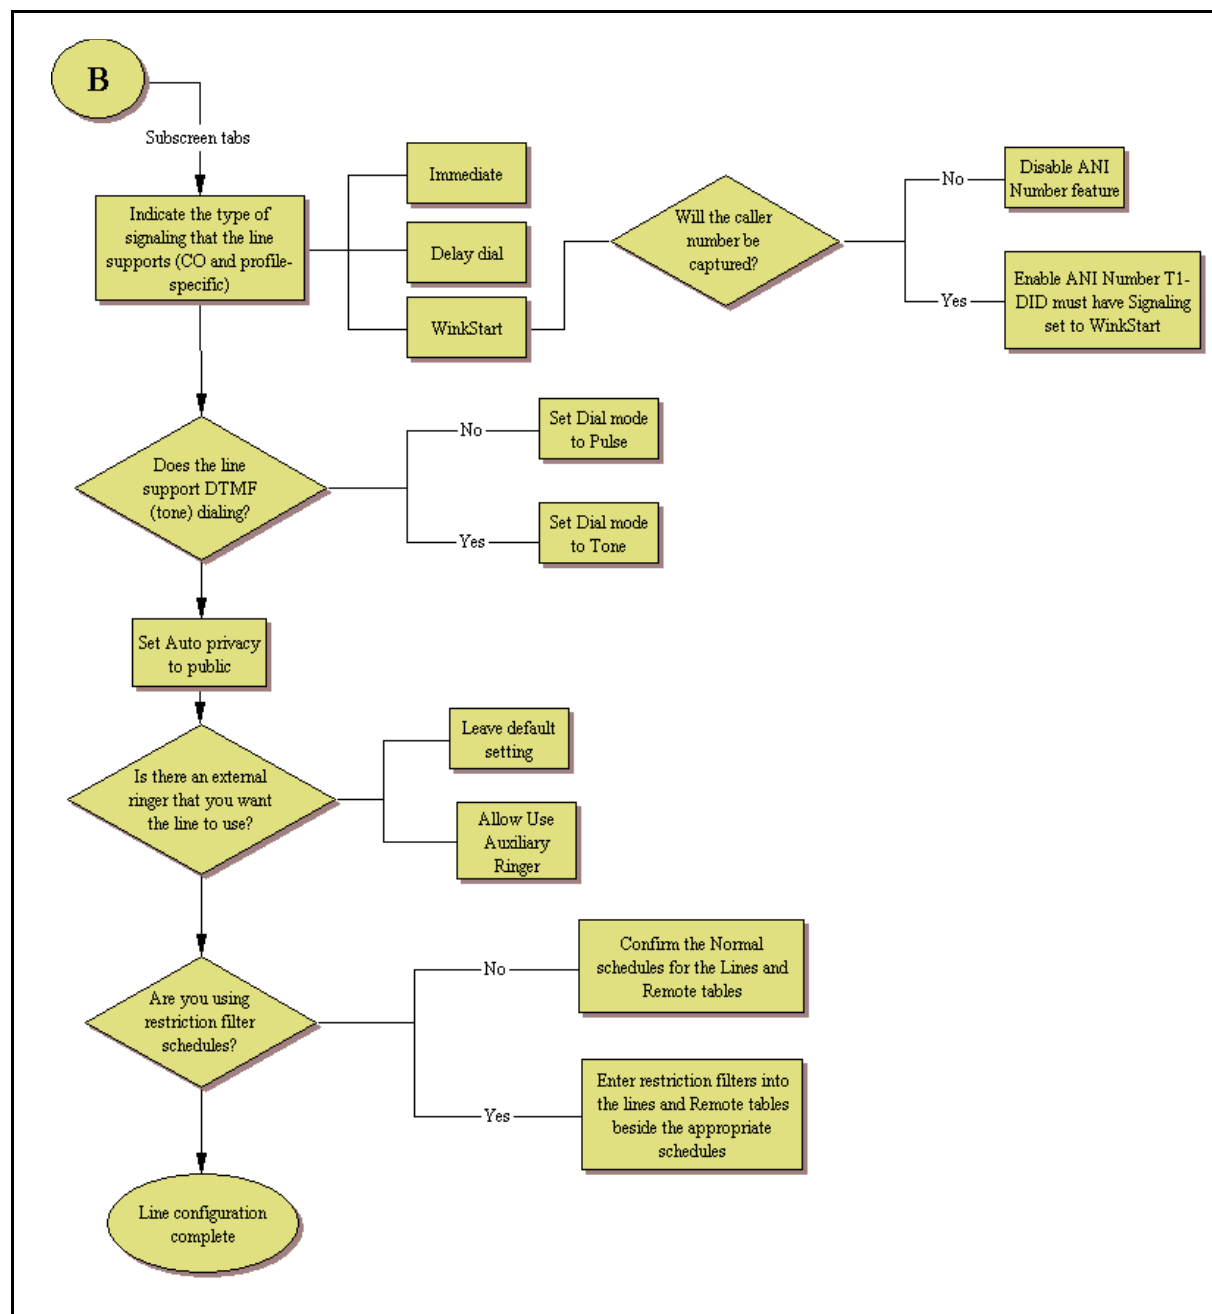 B
Subscreen tabs
Indicate the type of
signaling that the line
supports (CO and profile-
specific)
Immediate
Delay dial
WinkStart
Will the caller
number be
captured?
No
Disable ANI
Number feature
Yes
Enable ANI Number T1-
DID must have Signaling
set to WinkStart
Does the line
support DTMF
(tone) dialing?
No
Set Dial mode
to Pulse
Yes
Set Dial mode
to Tone
Set Auto privacy
to public
Is there an external
ringer that you want
the line to use?
Leave default
setting
Allow Use
Auxiliary
Ringer
Are you using
restriction filter
schedules?
No
Confirm the Normal
schedules for the Lines and
Remote tables
Yes
Enter restriction filters into
the lines and Remote tables
beside the appropriate
schedules
Line configuration
complete